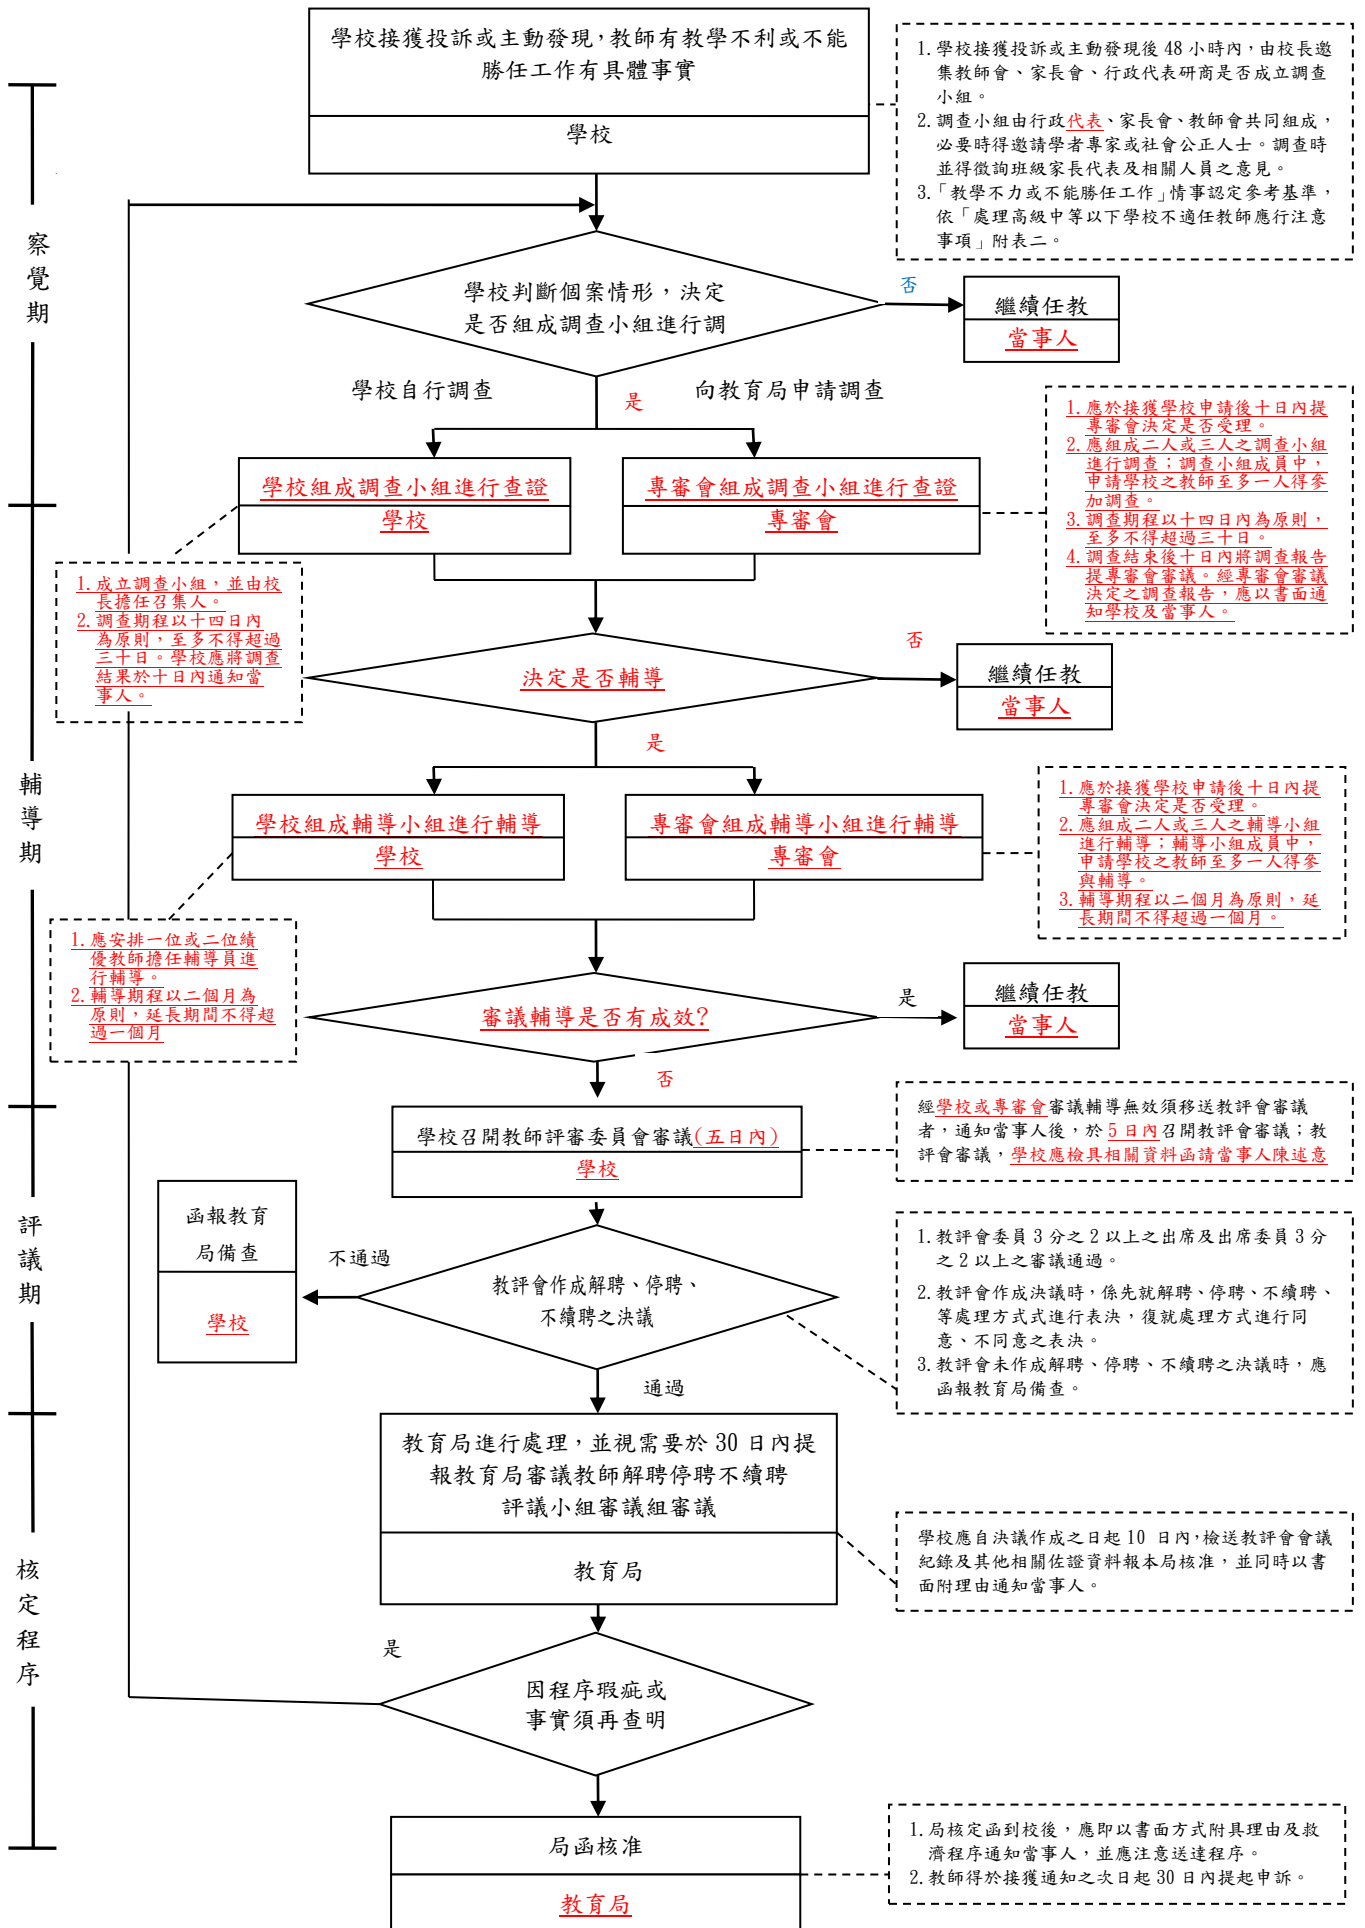 學校接獲投訴或主動發現,教師有教學不利或不能
勝任工作有具體事實
學校
1. 學校接獲投訴或主動發現後 48 小時內,由校長邀
集教師會、家長會、行政代表研商是否成立調查
小組。
2. 調查小組由行政代表、家長會、教師會共同組成,
必要時得邀請學者專家或社會公正人士。調查時
並得徵詢班級家長代表及相關人員之意見。
3.「教學不力或不能勝任工作」情事認定參考基準,
依「處理高級中等以下學校不適任教師應行注意
事項」附表二。
察
覺
期
學校判斷個案情形,決定
是否組成調查小組進行調
否
繼續任教
當事人
學校自行調查
是
向教育局申請調查
1. 應於接獲學校申請後十日內提
專審會決定是否受理。
2. 應組成二人或三人之調查小組
進行調查;調查小組成員中,
申請學校之教師至多一人得參
加調查。
3. 調查期程以十四日內為原則,
至多不得超過三十日。
4. 調查結束後十日內將調查報告
提專審會審議。經專審會審議
決定之調查報告,應以書面通
知學校及當事人。
學校組成調查小組進行查證
學校
專審會組成調查小組進行查證
專審會
1. 成立調查小組,並由校
長擔任召集人。
2. 調查期程以十四日內
為原則,至多不得超過
三十日。學校應將調查
結果於十日內通知當
事人。
決定是否輔導
否
繼續任教
當事人
是
輔
導
期
學校組成輔導小組進行輔導
學校
專審會組成輔導小組進行輔導
專審會
1. 應於接獲學校申請後十日內提
專審會決定是否受理。
2. 應組成二人或三人之輔導小組
進行輔導;輔導小組成員中,
申請學校之教師至多一人得參
與輔導。
3. 輔導期程以二個月為原則,延
長期間不得超過一個月。
1. 應安排一位或二位績
優教師擔任輔導員進
行輔導。
2. 輔導期程以二個月為
原則,延長期間不得超
過一個月
審議輔導是否有成效?
是
繼續任教
當事人
否
學校召開教師評審委員會審議(五日內)
學校
經學校或專審會審議輔導無效須移送教評會審議
者,通知當事人後,於 5 日內召開教評會審議;教
評會審議,學校應檢具相關資料函請當事人陳述意
評
議
期
函報教育
局備查
學校
不通過
教評會作成解聘、停聘、
不續聘之決議
1. 教評會委員 3 分之 2 以上之出席及出席委員 3 分
之 2 以上之審議通過。
2. 教評會作成決議時,係先就解聘、停聘、不續聘、
等處理方式式進行表決,復就處理方式進行同
意、不同意之表決。
3. 教評會未作成解聘、停聘、不續聘之決議時,應
函報教育局備查。
通過
教育局進行處理,並視需要於 30 日內提
報教育局審議教師解聘停聘不續聘
評議小組審議組審議
教育局
學校應自決議作成之日起 10 日內,檢送教評會會議
紀錄及其他相關佐證資料報本局核准,並同時以書
面附理由通知當事人。
核
定
程
序
是
因程序瑕疵或
事實須再查明
局函核准
教育局
1. 局核定函到校後,應即以書面方式附具理由及救
濟程序通知當事人,並應注意送達程序。
2. 教師得於接獲通知之次日起 30 日內提起申訴。